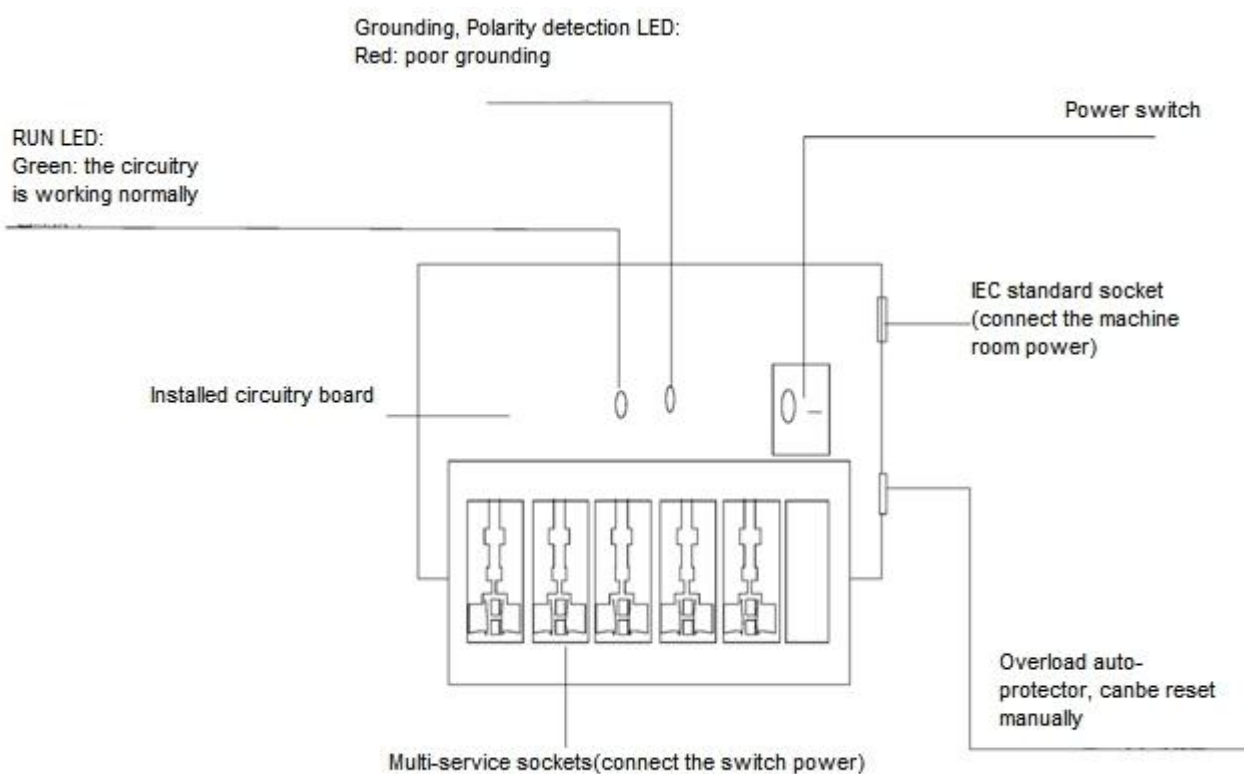 Grounding, Polarity detection LED:
Red: poor grounding
Power switch
RUN LED:
Green: the circuitry
is working normally
IEC standard socket
(connect the machine
room power)
Installed circuitry board
Overload auto-
protector, canbe reset
manually
Multi-service sockets(connect the switch power)